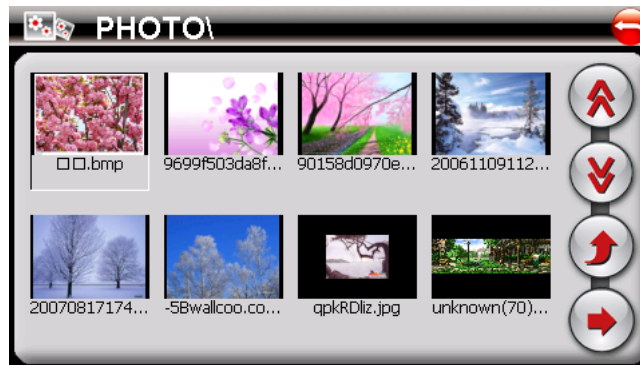 PHOTO\
□□.bmp
9699f503da8f...
90158d0970e...
20061109112...
20070817174...
-5Bwallcoo.co...
qpkRDliz.jpg
unknown(70)...